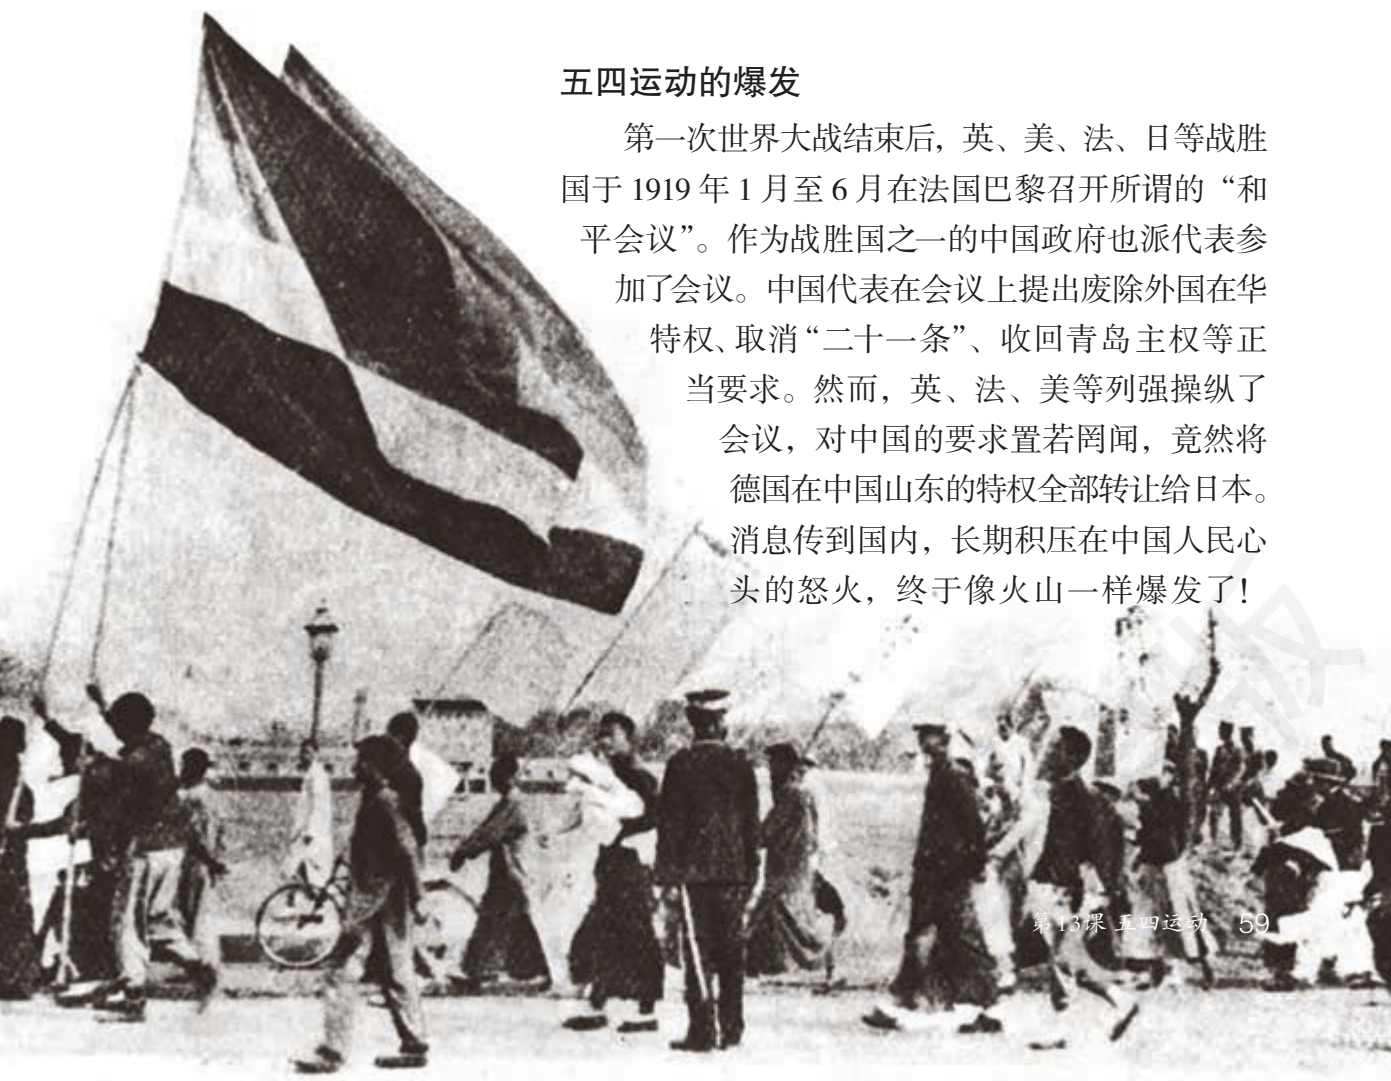 五四运动的爆发
第一次世界大战结束后，英、美、法、日等战胜
国于 1919 年 1 月至 6 月在法国巴黎召开所谓的“和
平会议”。作为战胜国之一的中国政府也派代表参
加了会议。中国代表在会议上提出废除外国在华
特权、取消“二十一条”、收回青岛主权等正
当要求。然而，英、法、美等列强操纵了
会议，对中国的要求置若罔闻，竟然将
德国在中国山东的特权全部转让给日本。
消息传到国内，长期积压在中国人民心
头的怒火，终于像火山一样爆发了！
版
第13课 五四运动 59